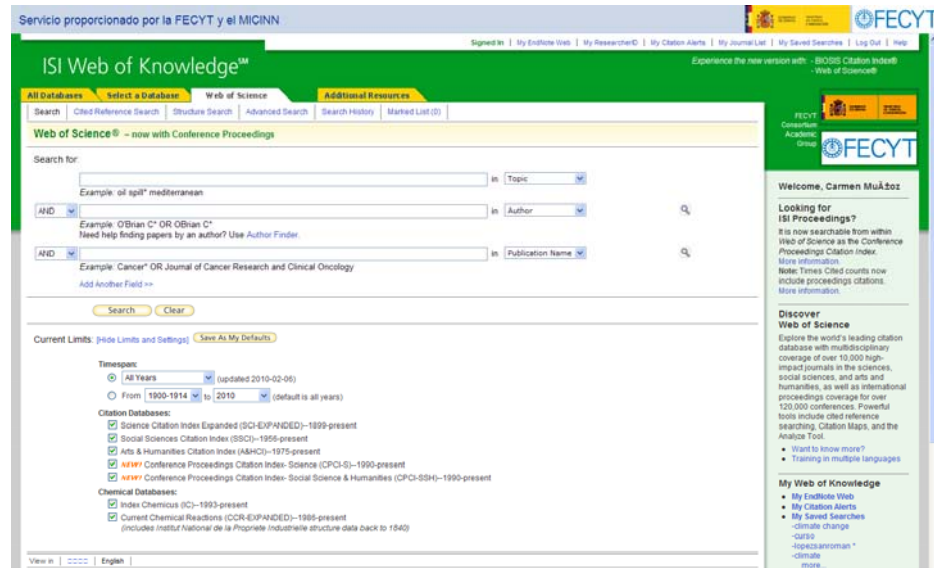 Servicio proporcionado por la FECYT y el MICINN
FECYT
Signed In | My EndNote Web | My ResearcherID | My Citation Alerts | My Journal List | My Saved Searches | Log Out | Help
ISI Web of Knowledge℠
Experience the new version with: - BIOSIS Citation Index®
- Web of Science®
All Databases Select a Database Web of Science Additional Resources
Search | Cited Reference Search | Structure Search | Advanced Search | Search History | Marked List (0)
Web of Science® – now with Conference Proceedings
Search for:
in Topic
Example: oil spill* mediterranean
AND in Author
Example: O'Brian C* OR OBrian C*
Need help finding papers by an author? Use Author Finder.
AND in Publication Name
Example: Cancer* OR Journal of Cancer Research and Clinical Oncology
Add Another Field >>
Search Clear
Current Limits: [Hide Limits and Settings] Save As My Defaults
Timespan:
All Years (updated 2010-02-06)
From 1900-1914 to 2010 (default is all years)
Citation Databases:
Science Citation Index Expanded (SCI-EXPANDED)--1899-present
Social Sciences Citation Index (SSCI)--1956-present
Arts & Humanities Citation Index (A&HCI)--1975-present
NEW! Conference Proceedings Citation Index- Science (CPCI-S)--1990-present
NEW! Conference Proceedings Citation Index- Social Science & Humanities (CPCI-SSH)--1990-present
Chemical Databases:
Index Chemicus (IC)--1993-present
Current Chemical Reactions (CCR-EXPANDED)--1986-present
(includes Institut National de la Propriete Industrielle structure data back to 1840)
View in | | English |
FECYT
Consortium
Academic
Group
FECYT
Welcome, Carmen MuÃ±oz
Looking for
ISI Proceedings?
It is now searchable from within
Web of Science as the Conference
Proceedings Citation Index.
More information.
Note: Times Cited counts now
include proceedings citations.
More information.
Discover
Web of Science
Explore the world's leading citation
database with multidisciplinary
coverage of over 10,000 high-
impact journals in the sciences,
social sciences, and arts and
humanities, as well as international
proceedings coverage for over
120,000 conferences. Powerful
tools include cited reference
searching, Citation Maps, and the
Analyze Tool.
Want to know more?
Training in multiple languages
My Web of Knowledge
My EndNote Web
My Citation Alerts
My Saved Searches
-climate change
-curso
-lopezsanroman *
-climate
more...